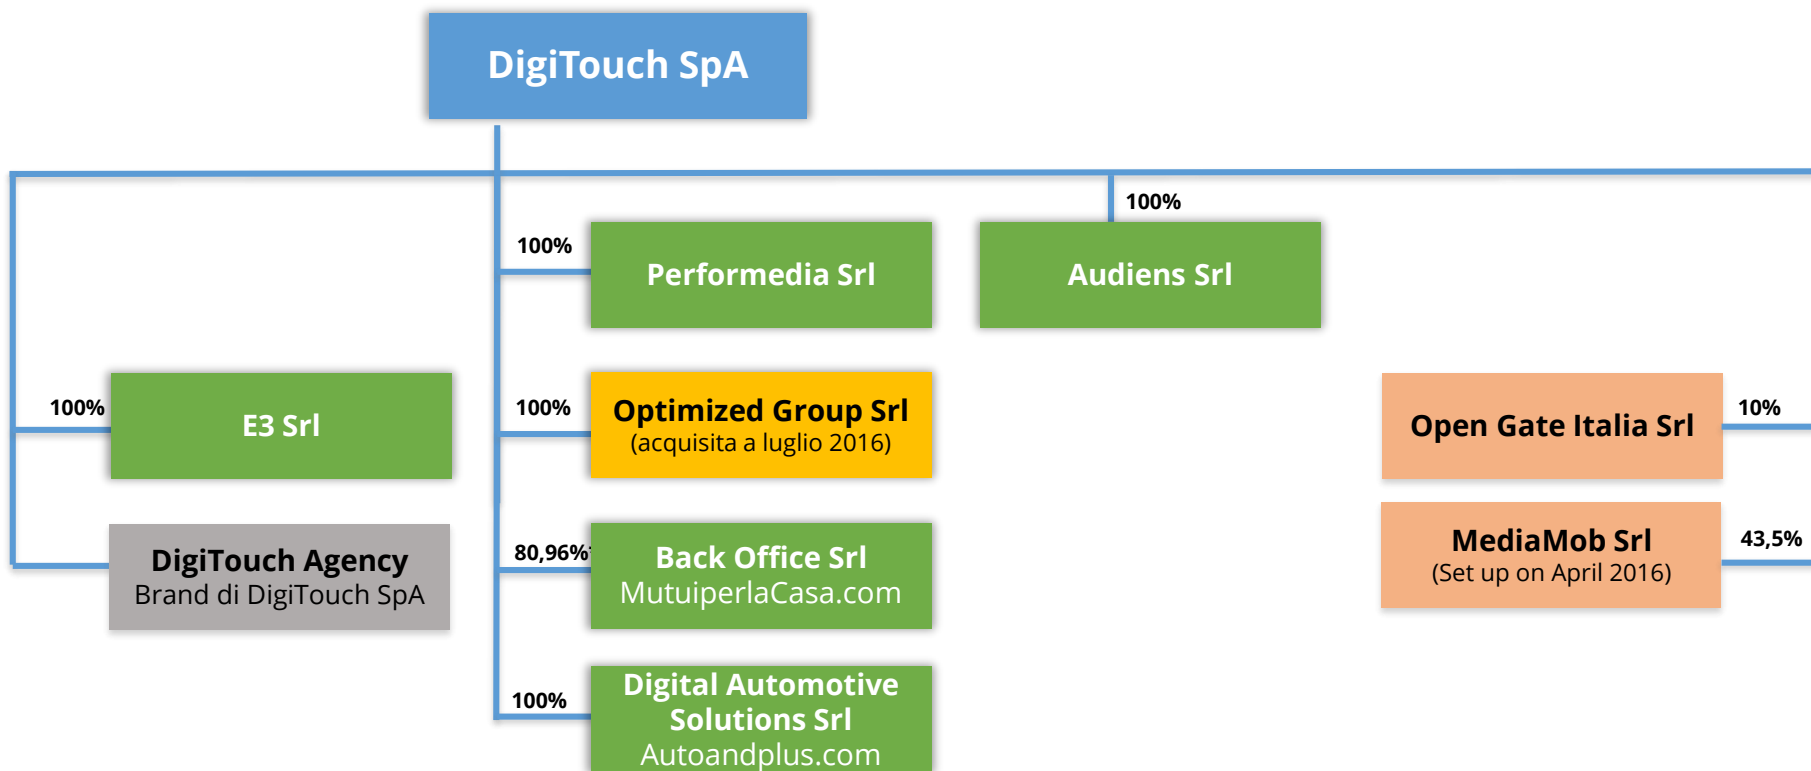 DigiTouch SpA
100%
100%
Performedia Srl
Audiens Srl
100%
E3 Srl
100%
Optimized Group Srl
(acquisita a luglio 2016)
Open Gate Italia Srl
10%
DigiTouch Agency
Brand di DigiTouch SpA
80,96%*
Back Office Srl
MutuiperlaCasa.com
MediaMob Srl
(Set up on April 2016)
43,5%
100%
Digital Automotive
Solutions Srl
Autoandplus.com